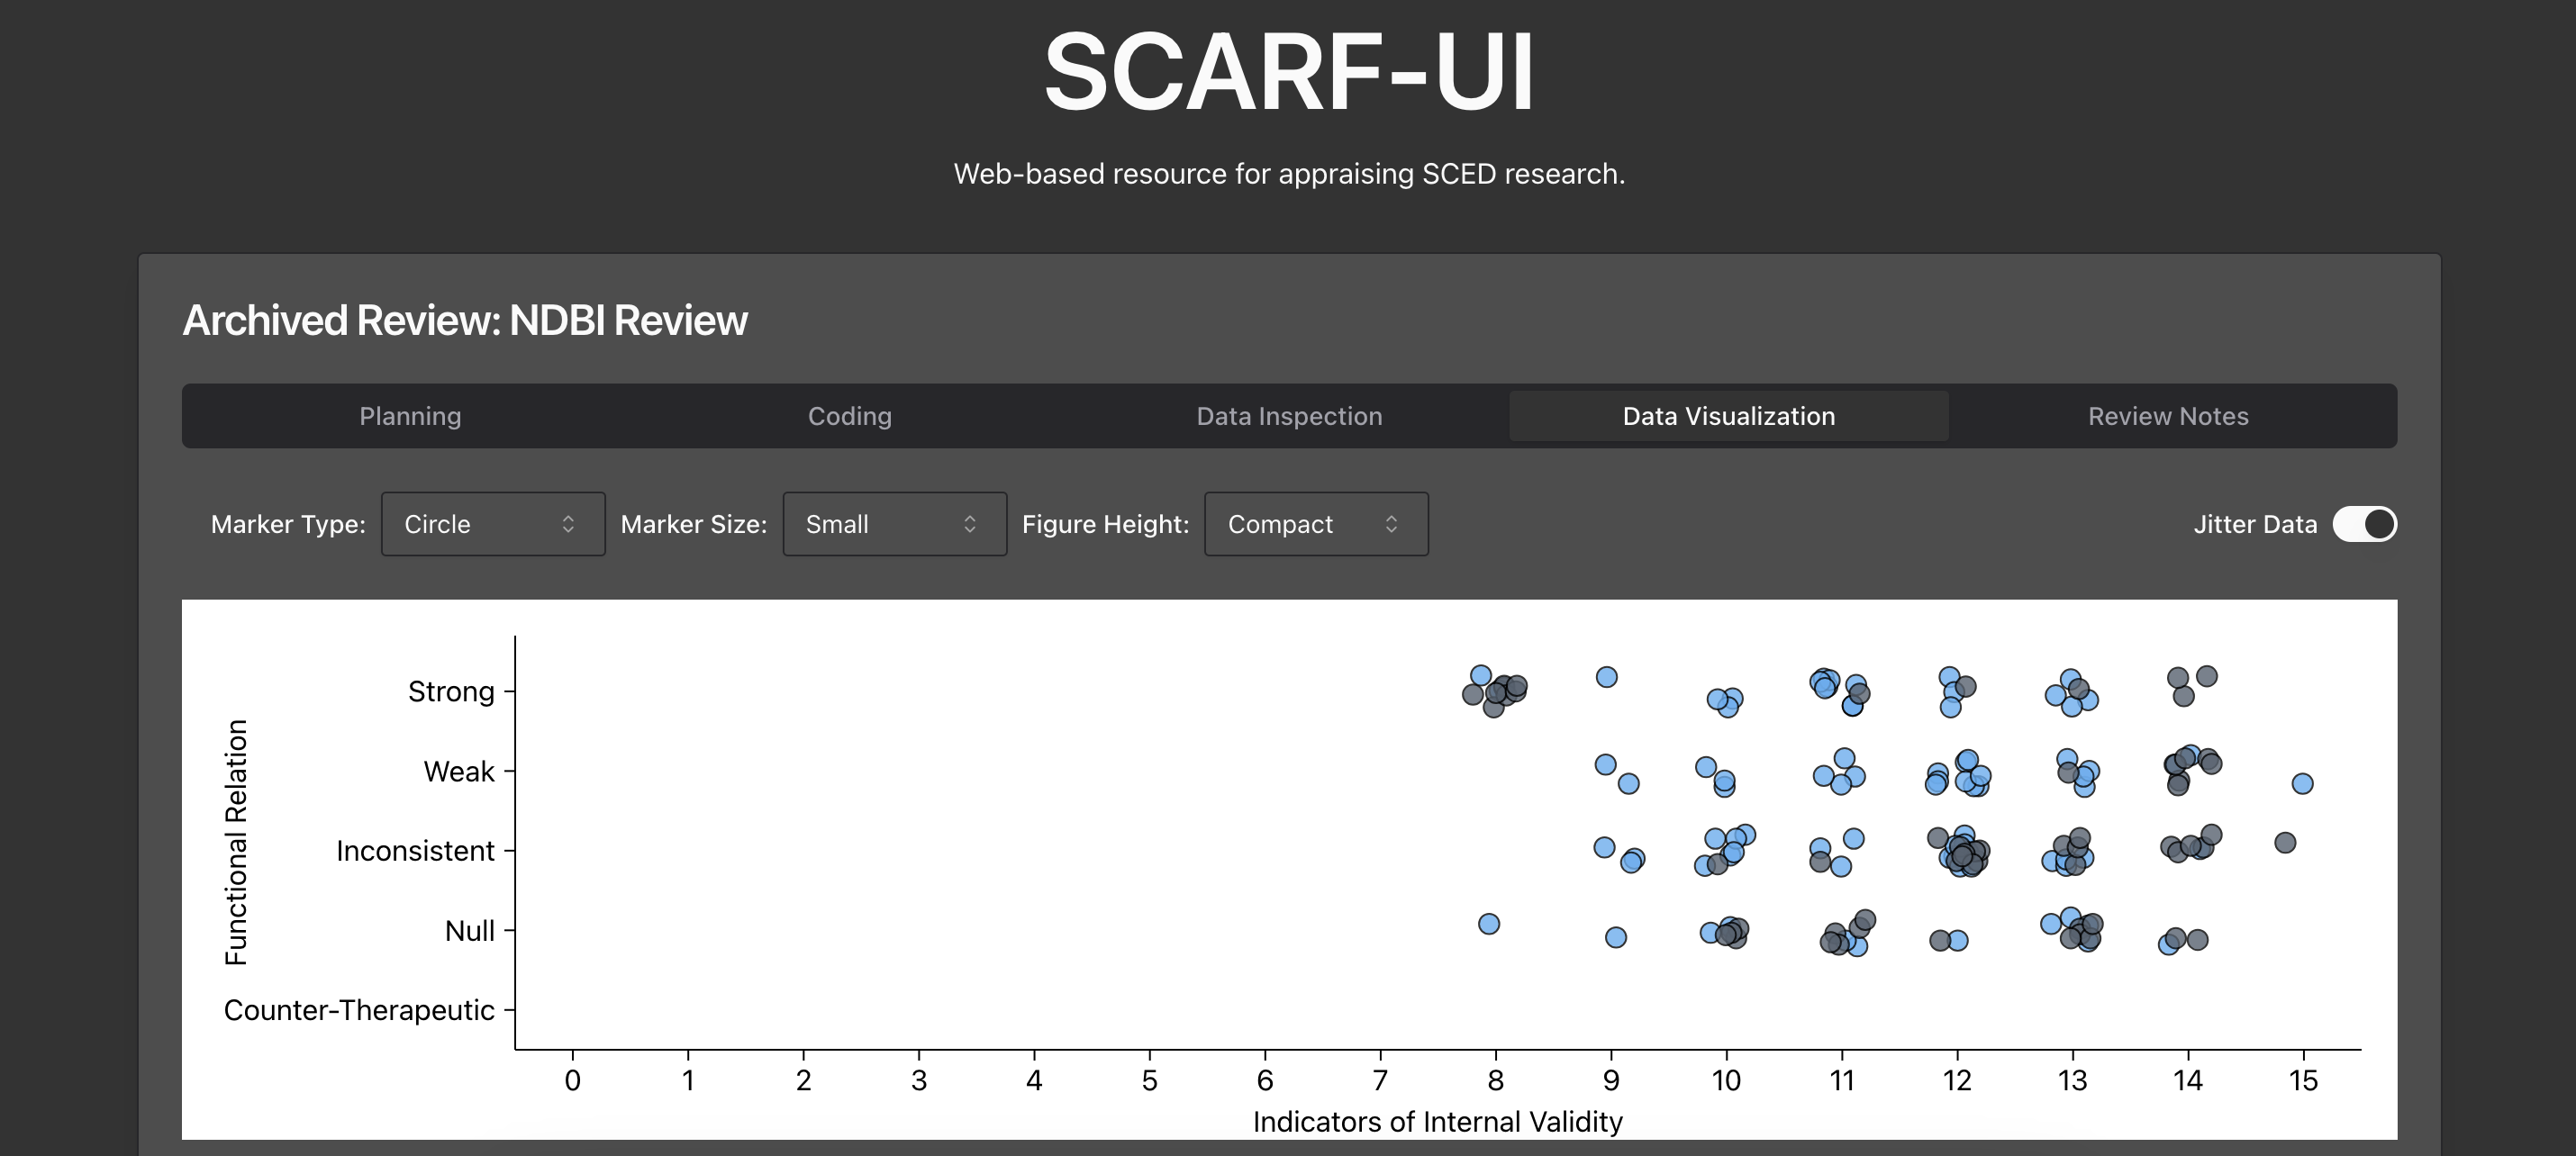 SCARF-UI
Web-based resource for appraising SCED research.
Archived Review: NDBI Review
Planning
Coding
Data Inspection
Data Visualization
Review Notes
Marker Type:
Circle
Marker Size:
Small
Figure Height:
Compact
Jitter Data
Functional Relation
Strong
Weak
Inconsistent
Null
Counter-Therapeutic
0 1 2 3 4 5 6 7 8 9 10 11 12 13 14 15
Indicators of Internal Validity